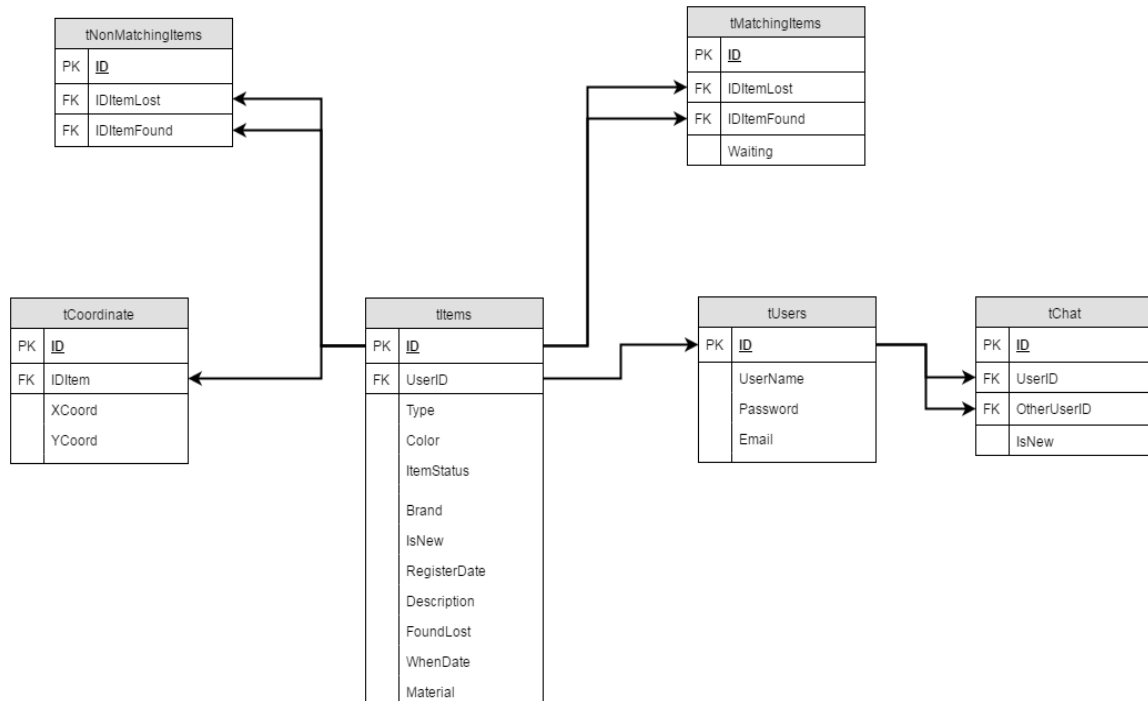 tNonMatchingItems
PK ID
FK IDItemLost
FK IDItemFound
tMatchingItems
PK ID
FK IDItemLost
FK IDItemFound
Waiting
tCoordinate
PK ID
FK IDItem
XCoord
YCoord
tItems
PK ID
FK UserID
Type
Color
ItemStatus
Brand
IsNew
RegisterDate
Description
FoundLost
WhenDate
Material
tUsers
PK ID
UserName
Password
Email
tChat
PK ID
FK UserID
FK OtherUserID
IsNew